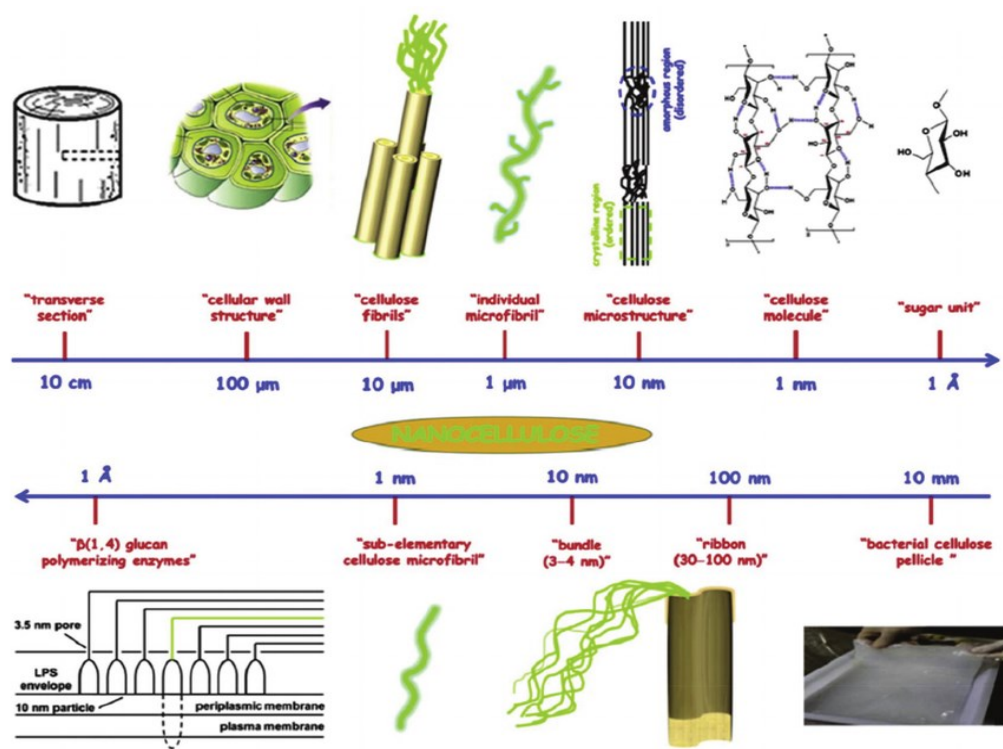 amorphous region
(disordered)
crystalline region
(ordered)
OH
HO
OH
OH
"transverse
section"
"cellular wall
structure"
"cellulose
fibrils"
"individual
microfibril"
"cellulose
microstructure"
"cellulose
molecule"
"sugar unit"
10 cm
100 µm
10 µm
1 µm
10 nm
1 nm
1 Å
NANOCELLULOSE
1 Å
1 nm
10 nm
100 nm
10 mm
"β(1,4) glucan
polymerizing enzymes"
"sub-elementary
cellulose microfibril"
"bundle
(3-4 nm)"
"ribbon
(30-100 nm)"
"bacterial cellulose
pellicle "
3.5 nm pore
LPS
envelope
10 nm particle
periplasmic membrane
plasma membrane